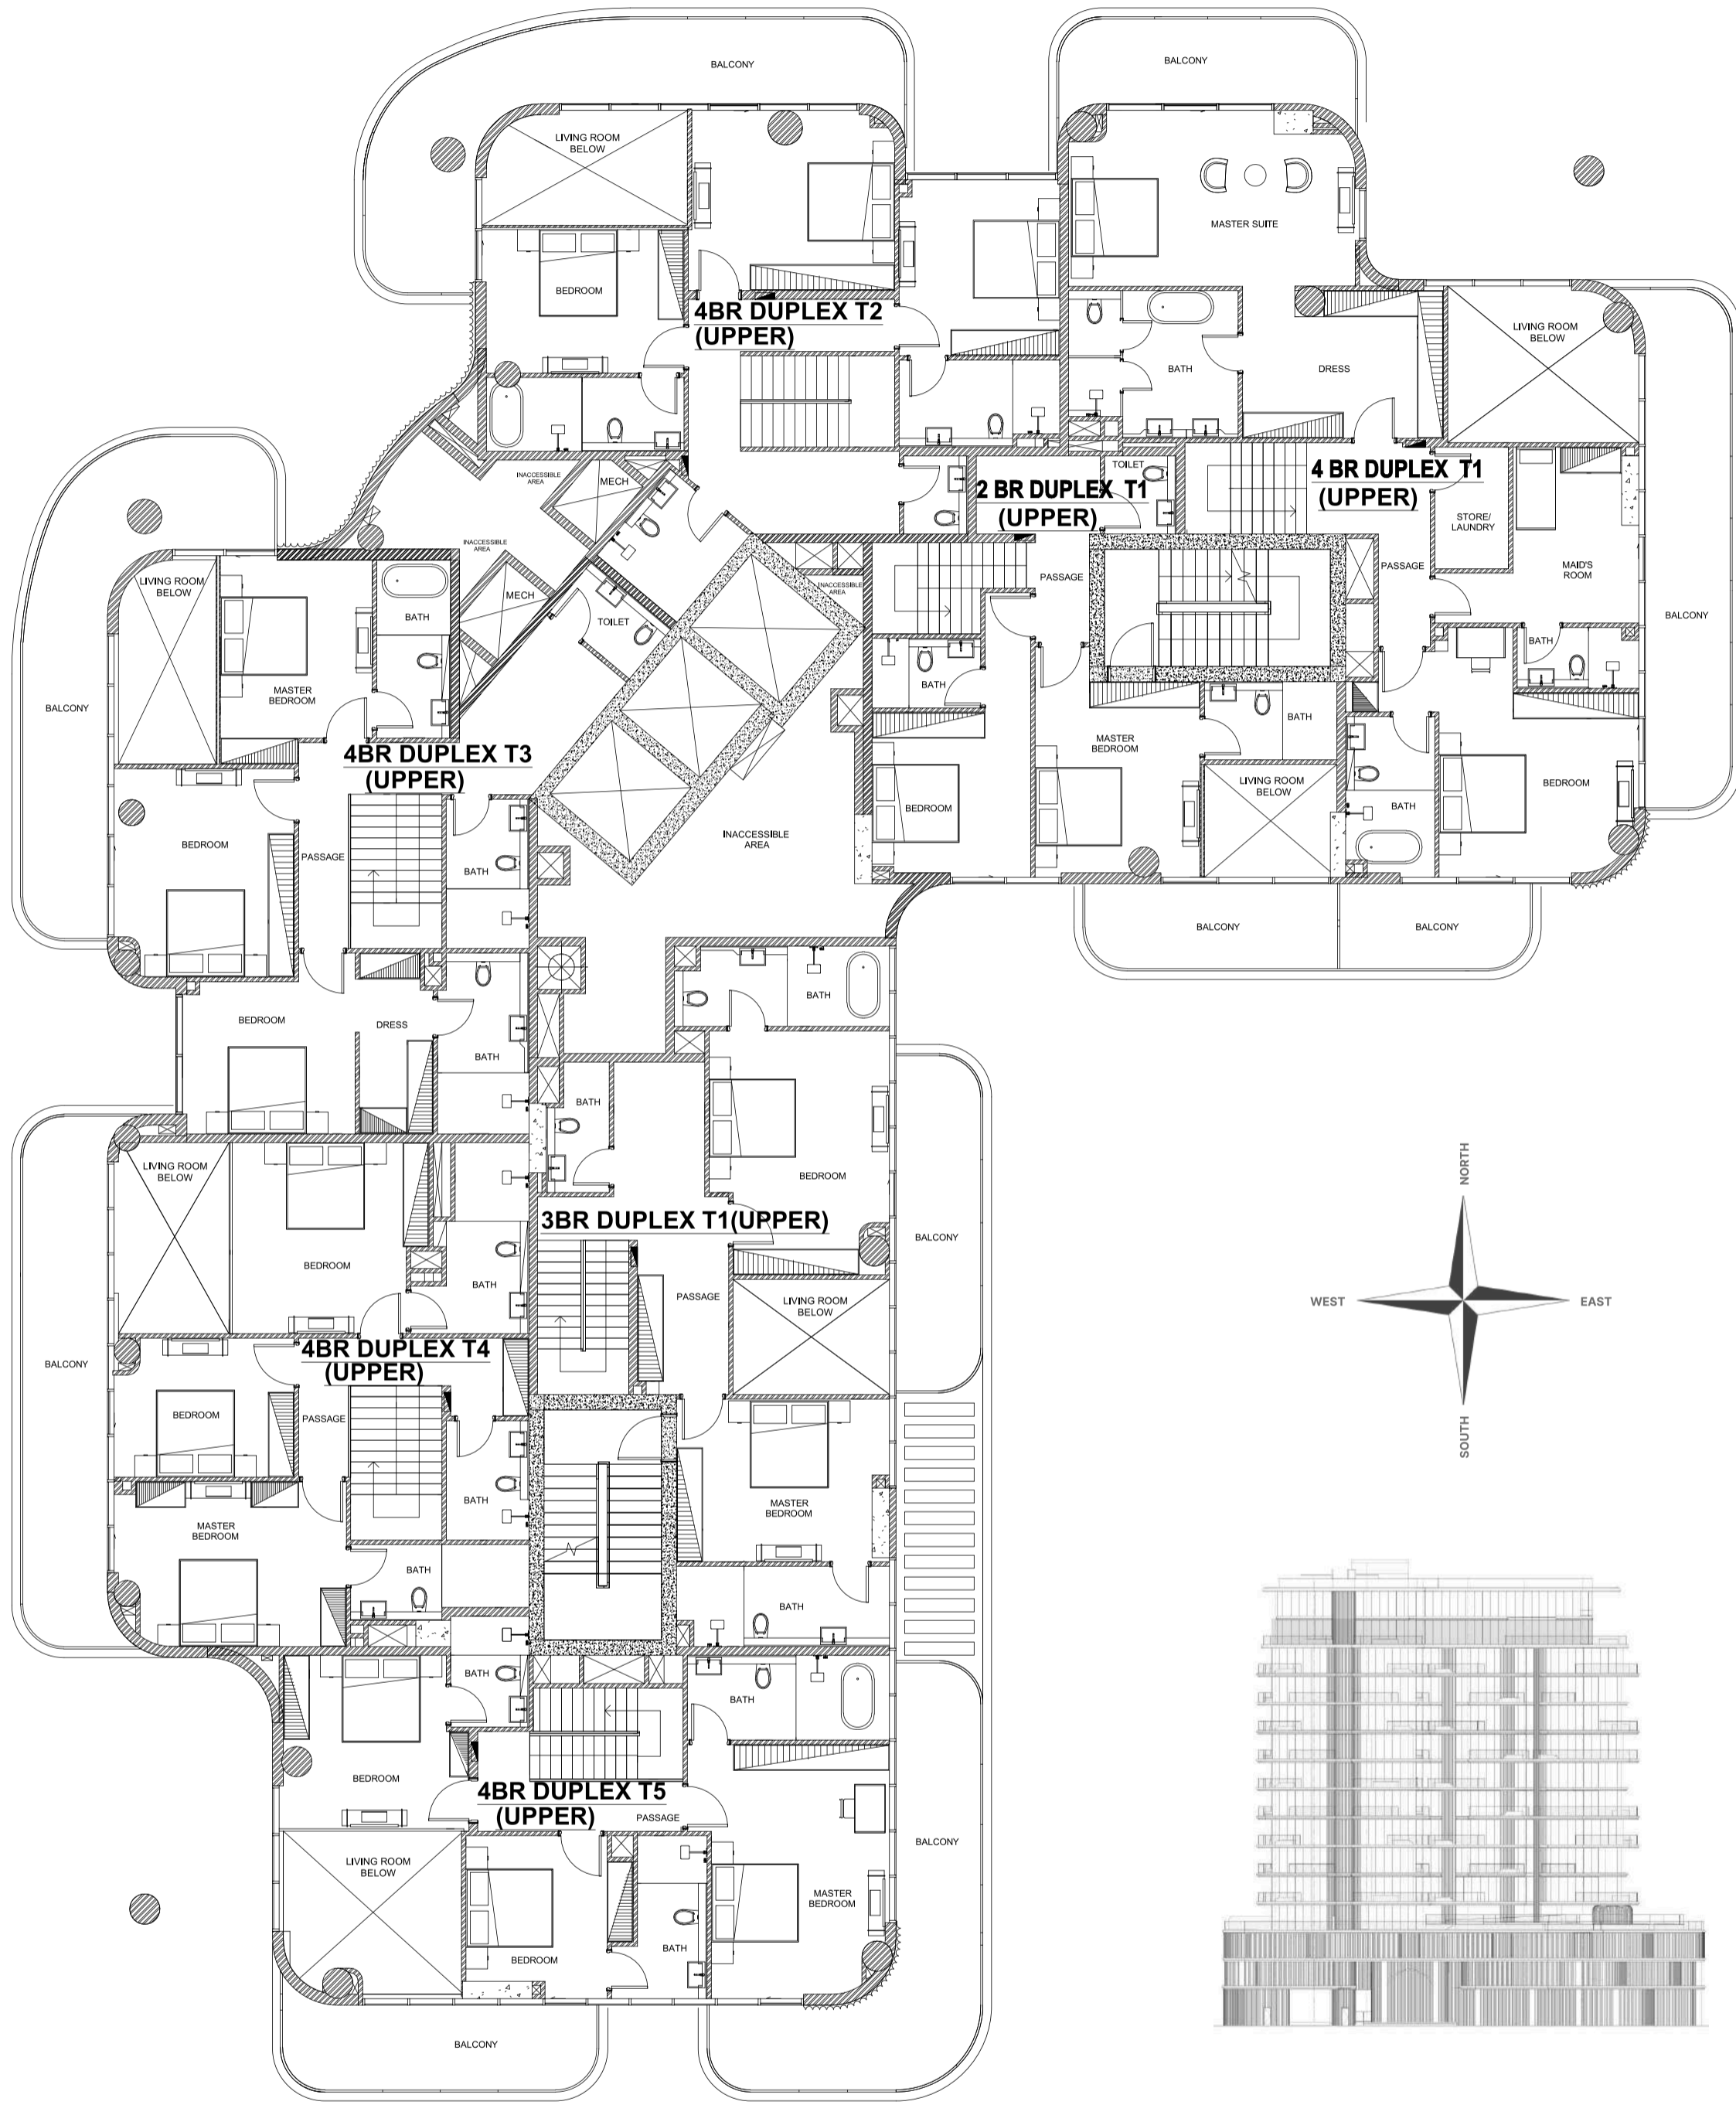 BALCONY
BALCONY
LIVING ROOM
BELOW
MASTER SUITE
BEDROOM
4BR DUPLEX T2
(UPPER)
LIVING ROOM
BELOW
BATH
DRESS
INACCESSIBLE
AREA
MECH
TOILET
2 BR DUPLEX T1
(UPPER)
4 BR DUPLEX T1
(UPPER)
STORE/
LAUNDRY
INACCESSIBLE
AREA
LIVING ROOM
BELOW
MECH
BATH
TOILET
INACCESSIBLE
AREA
PASSAGE
PASSAGE
MAID'S
ROOM
BALCONY
BATH
BATH
MASTER
BEDROOM
BALCONY
BATH
MASTER
BEDROOM
4BR DUPLEX T3
(UPPER)
LIVING ROOM
BELOW
BEDROOM
BEDROOM
BATH
INACCESSIBLE
AREA
BEDROOM
PASSAGE
BATH
BALCONY
BALCONY
BATH
BEDROOM
DRESS
BATH
BATH
LIVING ROOM
BELOW
BEDROOM
NORTH
3BR DUPLEX T1(UPPER)
BALCONY
BEDROOM
BATH
PASSAGE
LIVING ROOM
BELOW
WEST
EAST
4BR DUPLEX T4
(UPPER)
BALCONY
BEDROOM
PASSAGE
SOUTH
BATH
MASTER
BEDROOM
MASTER
BEDROOM
BATH
BATH
BATH
BATH
BEDROOM
4BR DUPLEX T5
(UPPER)
PASSAGE
BALCONY
LIVING ROOM
BELOW
MASTER
BEDROOM
BATH
BEDROOM
BALCONY